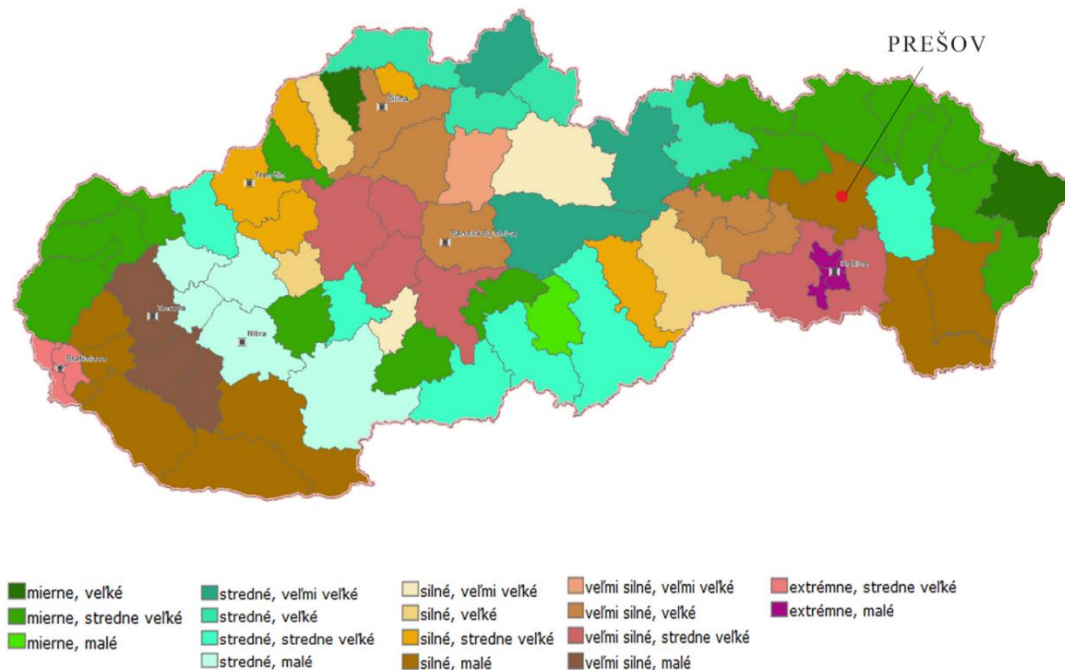 PREŠOV
Žilina
Trenčín
Banská Bystrica
Košice
Trnava
Nitra
Bratislava
mierne, veľké
mierne, stredne veľké
mierne, malé
stredné, veľmi veľké
stredné, veľké
stredné, stredne veľké
stredné, malé
silné, veľmi veľké
silné, veľké
silné, stredne veľké
silné, malé
veľmi silné, veľmi veľké
veľmi silné, veľké
veľmi silné, stredne veľké
veľmi silné, malé
extrémne, stredne veľké
extrémne, malé